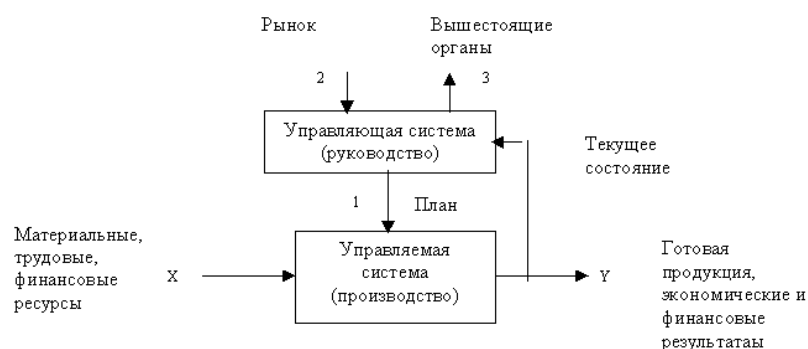 Рынок
Вышестоящие
органы
2
3
Управляющая система
(руководство)
Текущее
состояние
1
План
Материальные,
трудовые,
финансовые
ресурсы
X
Управляемая
система
(производство)
Y
Готовая
продукция,
экономические и
финансовые
результатаы